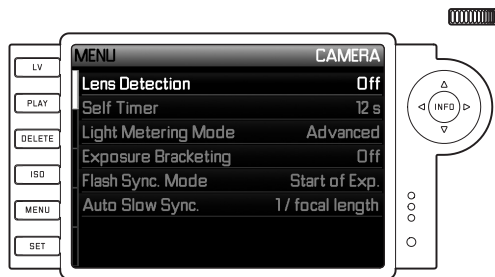 MENU CAMERA
Lens Detection Off
Self Timer 12 s
Light Metering Mode Advanced
Exposure Bracketing Off
Flash Sync. Mode Start of Exp.
Auto Slow Sync. 1 / focal length
LV
PLAY
DELETE
ISO
MENU
SET
INFO